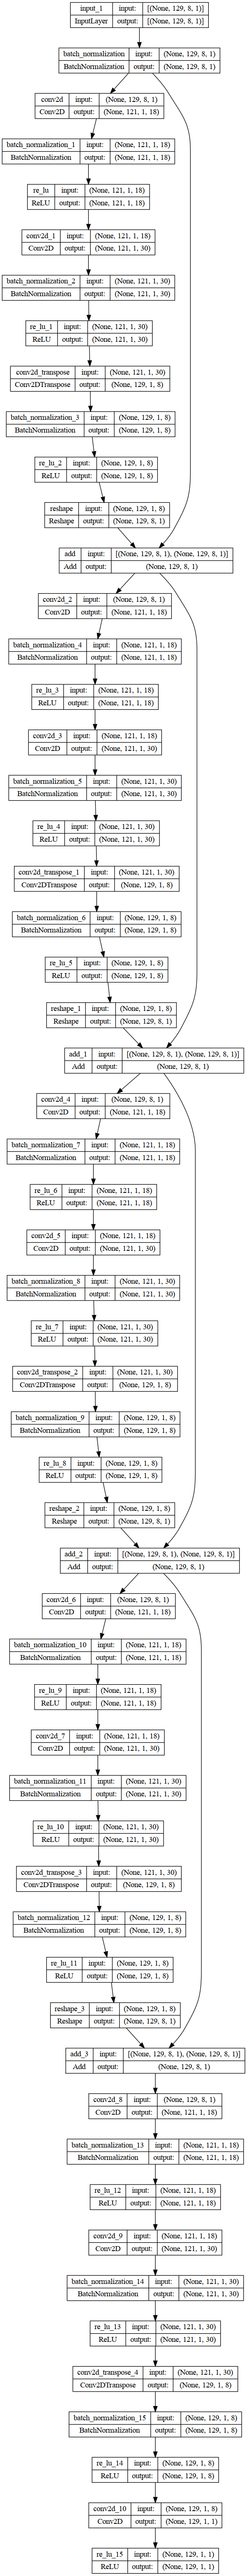 input_1 input: [(None, 129, 8, 1)]
InputLayer output: [(None, 129, 8, 1)]
batch_normalization input: (None, 129, 8, 1)
BatchNormalization output: (None, 129, 8, 1)
conv2d input: (None, 129, 8, 1)
Conv2D output: (None, 121, 1, 18)
batch_normalization_1 input: (None, 121, 1, 18)
BatchNormalization output: (None, 121, 1, 18)
re_lu input: (None, 121, 1, 18)
ReLU output: (None, 121, 1, 18)
conv2d_1 input: (None, 121, 1, 18)
Conv2D output: (None, 121, 1, 30)
batch_normalization_2 input: (None, 121, 1, 30)
BatchNormalization output: (None, 121, 1, 30)
re_lu_1 input: (None, 121, 1, 30)
ReLU output: (None, 121, 1, 30)
conv2d_transpose input: (None, 121, 1, 30)
Conv2DTranspose output: (None, 129, 1, 8)
batch_normalization_3 input: (None, 129, 1, 8)
BatchNormalization output: (None, 129, 1, 8)
re_lu_2 input: (None, 129, 1, 8)
ReLU output: (None, 129, 1, 8)
reshape input: (None, 129, 1, 8)
Reshape output: (None, 129, 8, 1)
add input: [(None, 129, 8, 1), (None, 129, 8, 1)]
Add output: (None, 129, 8, 1)
conv2d_2 input: (None, 129, 8, 1)
Conv2D output: (None, 121, 1, 18)
batch_normalization_4 input: (None, 121, 1, 18)
BatchNormalization output: (None, 121, 1, 18)
re_lu_3 input: (None, 121, 1, 18)
ReLU output: (None, 121, 1, 18)
conv2d_3 input: (None, 121, 1, 18)
Conv2D output: (None, 121, 1, 30)
batch_normalization_5 input: (None, 121, 1, 30)
BatchNormalization output: (None, 121, 1, 30)
re_lu_4 input: (None, 121, 1, 30)
ReLU output: (None, 121, 1, 30)
conv2d_transpose_1 input: (None, 121, 1, 30)
Conv2DTranspose output: (None, 129, 1, 8)
batch_normalization_6 input: (None, 129, 1, 8)
BatchNormalization output: (None, 129, 1, 8)
re_lu_5 input: (None, 129, 1, 8)
ReLU output: (None, 129, 1, 8)
reshape_1 input: (None, 129, 1, 8)
Reshape output: (None, 129, 8, 1)
add_1 input: [(None, 129, 8, 1), (None, 129, 8, 1)]
Add output: (None, 129, 8, 1)
conv2d_4 input: (None, 129, 8, 1)
Conv2D output: (None, 121, 1, 18)
batch_normalization_7 input: (None, 121, 1, 18)
BatchNormalization output: (None, 121, 1, 18)
re_lu_6 input: (None, 121, 1, 18)
ReLU output: (None, 121, 1, 18)
conv2d_5 input: (None, 121, 1, 18)
Conv2D output: (None, 121, 1, 30)
batch_normalization_8 input: (None, 121, 1, 30)
BatchNormalization output: (None, 121, 1, 30)
re_lu_7 input: (None, 121, 1, 30)
ReLU output: (None, 121, 1, 30)
conv2d_transpose_2 input: (None, 121, 1, 30)
Conv2DTranspose output: (None, 129, 1, 8)
batch_normalization_9 input: (None, 129, 1, 8)
BatchNormalization output: (None, 129, 1, 8)
re_lu_8 input: (None, 129, 1, 8)
ReLU output: (None, 129, 1, 8)
reshape_2 input: (None, 129, 1, 8)
Reshape output: (None, 129, 8, 1)
add_2 input: [(None, 129, 8, 1), (None, 129, 8, 1)]
Add output: (None, 129, 8, 1)
conv2d_6 input: (None, 129, 8, 1)
Conv2D output: (None, 121, 1, 18)
batch_normalization_10 input: (None, 121, 1, 18)
BatchNormalization output: (None, 121, 1, 18)
re_lu_9 input: (None, 121, 1, 18)
ReLU output: (None, 121, 1, 18)
conv2d_7 input: (None, 121, 1, 18)
Conv2D output: (None, 121, 1, 30)
batch_normalization_11 input: (None, 121, 1, 30)
BatchNormalization output: (None, 121, 1, 30)
re_lu_10 input: (None, 121, 1, 30)
ReLU output: (None, 121, 1, 30)
conv2d_transpose_3 input: (None, 121, 1, 30)
Conv2DTranspose output: (None, 129, 1, 8)
batch_normalization_12 input: (None, 129, 1, 8)
BatchNormalization output: (None, 129, 1, 8)
re_lu_11 input: (None, 129, 1, 8)
ReLU output: (None, 129, 1, 8)
reshape_3 input: (None, 129, 1, 8)
Reshape output: (None, 129, 8, 1)
add_3 input: [(None, 129, 8, 1), (None, 129, 8, 1)]
Add output: (None, 129, 8, 1)
conv2d_8 input: (None, 129, 8, 1)
Conv2D output: (None, 121, 1, 18)
batch_normalization_13 input: (None, 121, 1, 18)
BatchNormalization output: (None, 121, 1, 18)
re_lu_12 input: (None, 121, 1, 18)
ReLU output: (None, 121, 1, 18)
conv2d_9 input: (None, 121, 1, 18)
Conv2D output: (None, 121, 1, 30)
batch_normalization_14 input: (None, 121, 1, 30)
BatchNormalization output: (None, 121, 1, 30)
re_lu_13 input: (None, 121, 1, 30)
ReLU output: (None, 121, 1, 30)
conv2d_transpose_4 input: (None, 121, 1, 30)
Conv2DTranspose output: (None, 129, 1, 8)
batch_normalization_15 input: (None, 129, 1, 8)
BatchNormalization output: (None, 129, 1, 8)
re_lu_14 input: (None, 129, 1, 8)
ReLU output: (None, 129, 1, 8)
conv2d_10 input: (None, 129, 1, 8)
Conv2D output: (None, 129, 1, 1)
re_lu_15 input: (None, 129, 1, 1)
ReLU output: (None, 129, 1, 1)